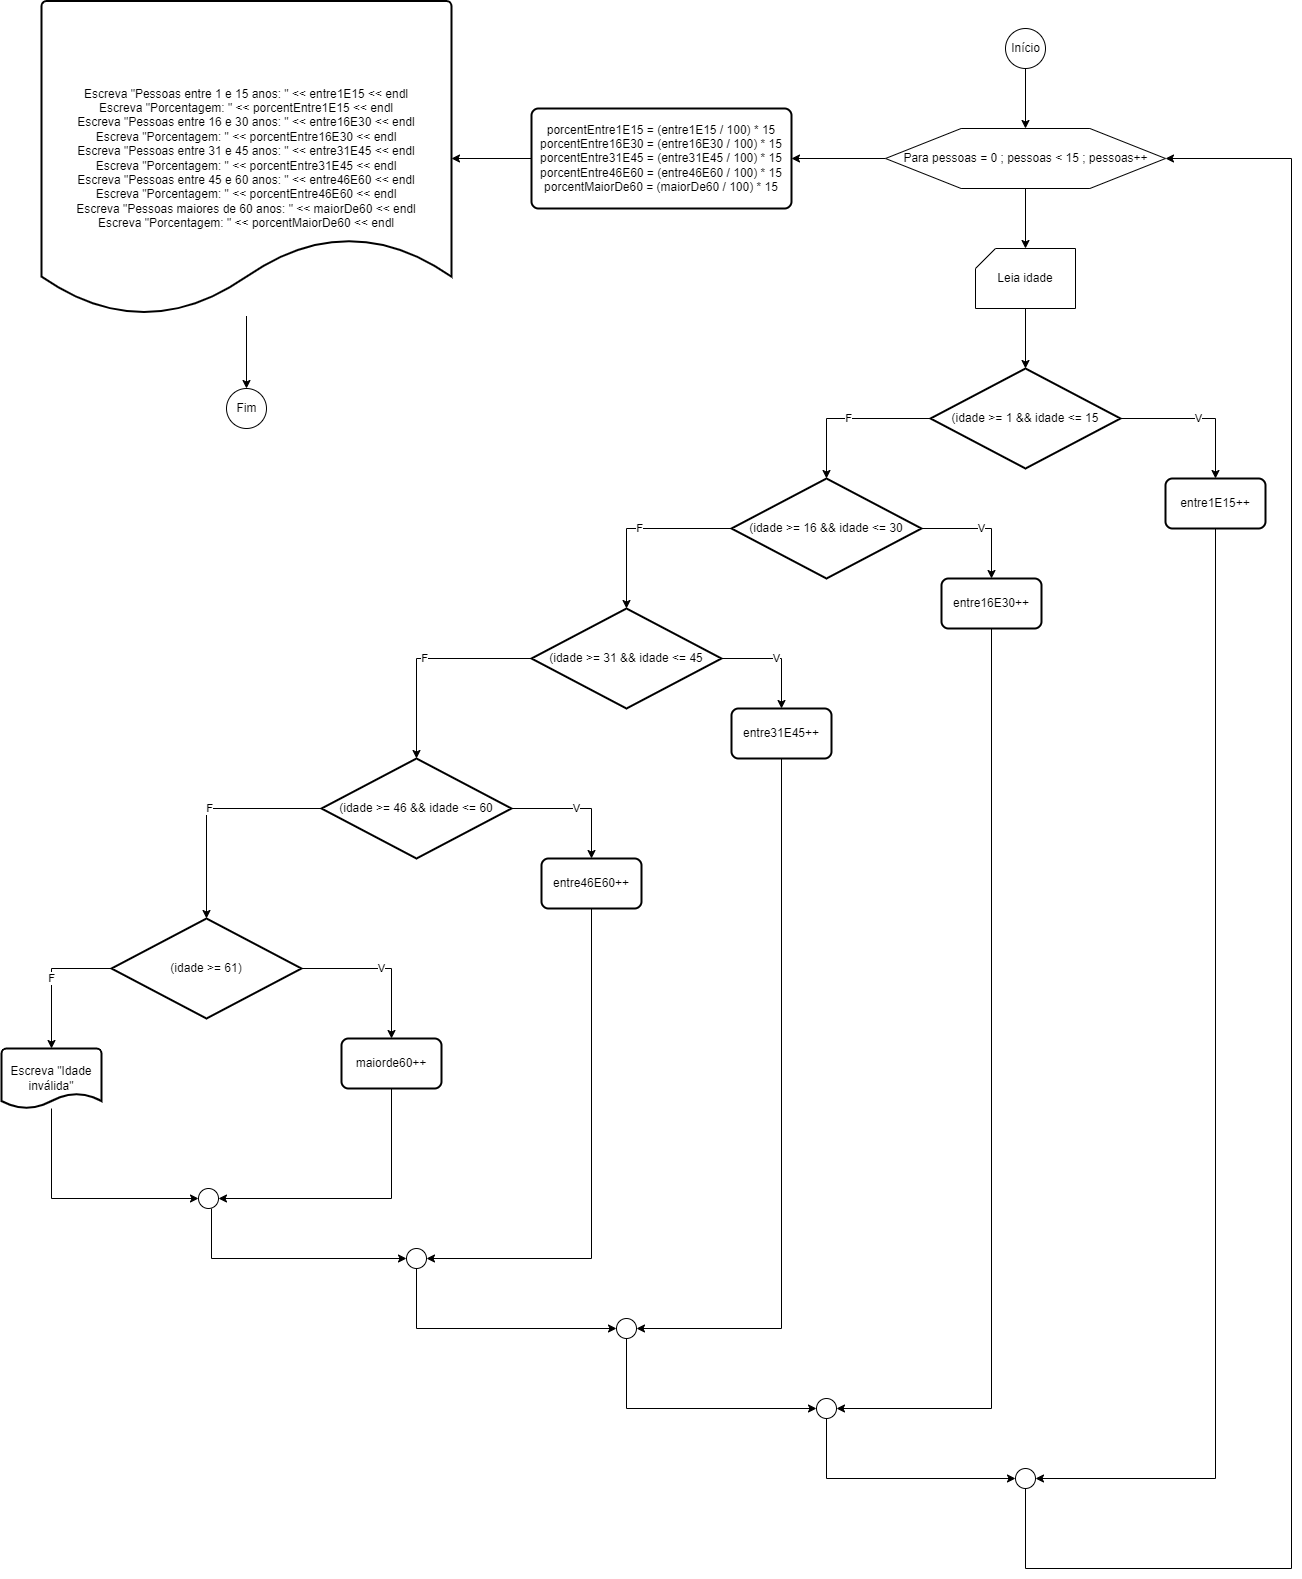 Início
Para pessoas = 0 ; pessoas < 15 ; pessoas++
porcentEntre1E15 = (entre1E15 / 100) * 15
porcentEntre16E30 = (entre16E30 / 100) * 15
porcentEntre31E45 = (entre31E45 / 100) * 15
porcentEntre46E60 = (entre46E60 / 100) * 15
porcentMaiorDe60 = (maiorDe60 / 100) * 15
Escreva "Pessoas entre 1 e 15 anos: " << entre1E15 << endl
Escreva "Porcentagem: " << porcentEntre1E15 << endl
Escreva "Pessoas entre 16 e 30 anos: " << entre16E30 << endl
Escreva "Porcentagem: " << porcentEntre16E30 << endl
Escreva "Pessoas entre 31 e 45 anos: " << entre31E45 << endl
Escreva "Porcentagem: " << porcentEntre31E45 << endl
Escreva "Pessoas entre 45 e 60 anos: " << entre46E60 << endl
Escreva "Porcentagem: " << porcentEntre46E60 << endl
Escreva "Pessoas maiores de 60 anos: " << maiorDe60 << endl
Escreva "Porcentagem: " << porcentMaiorDe60 << endl
Fim
Leia idade
(idade >= 1 && idade <= 15
F
V
entre1E15++
(idade >= 16 && idade <= 30
F
V
entre16E30++
(idade >= 31 && idade <= 45
F
V
entre31E45++
(idade >= 46 && idade <= 60
F
V
entre46E60++
(idade >= 61)
F
V
maiorde60++
Escreva "Idade
inválida"